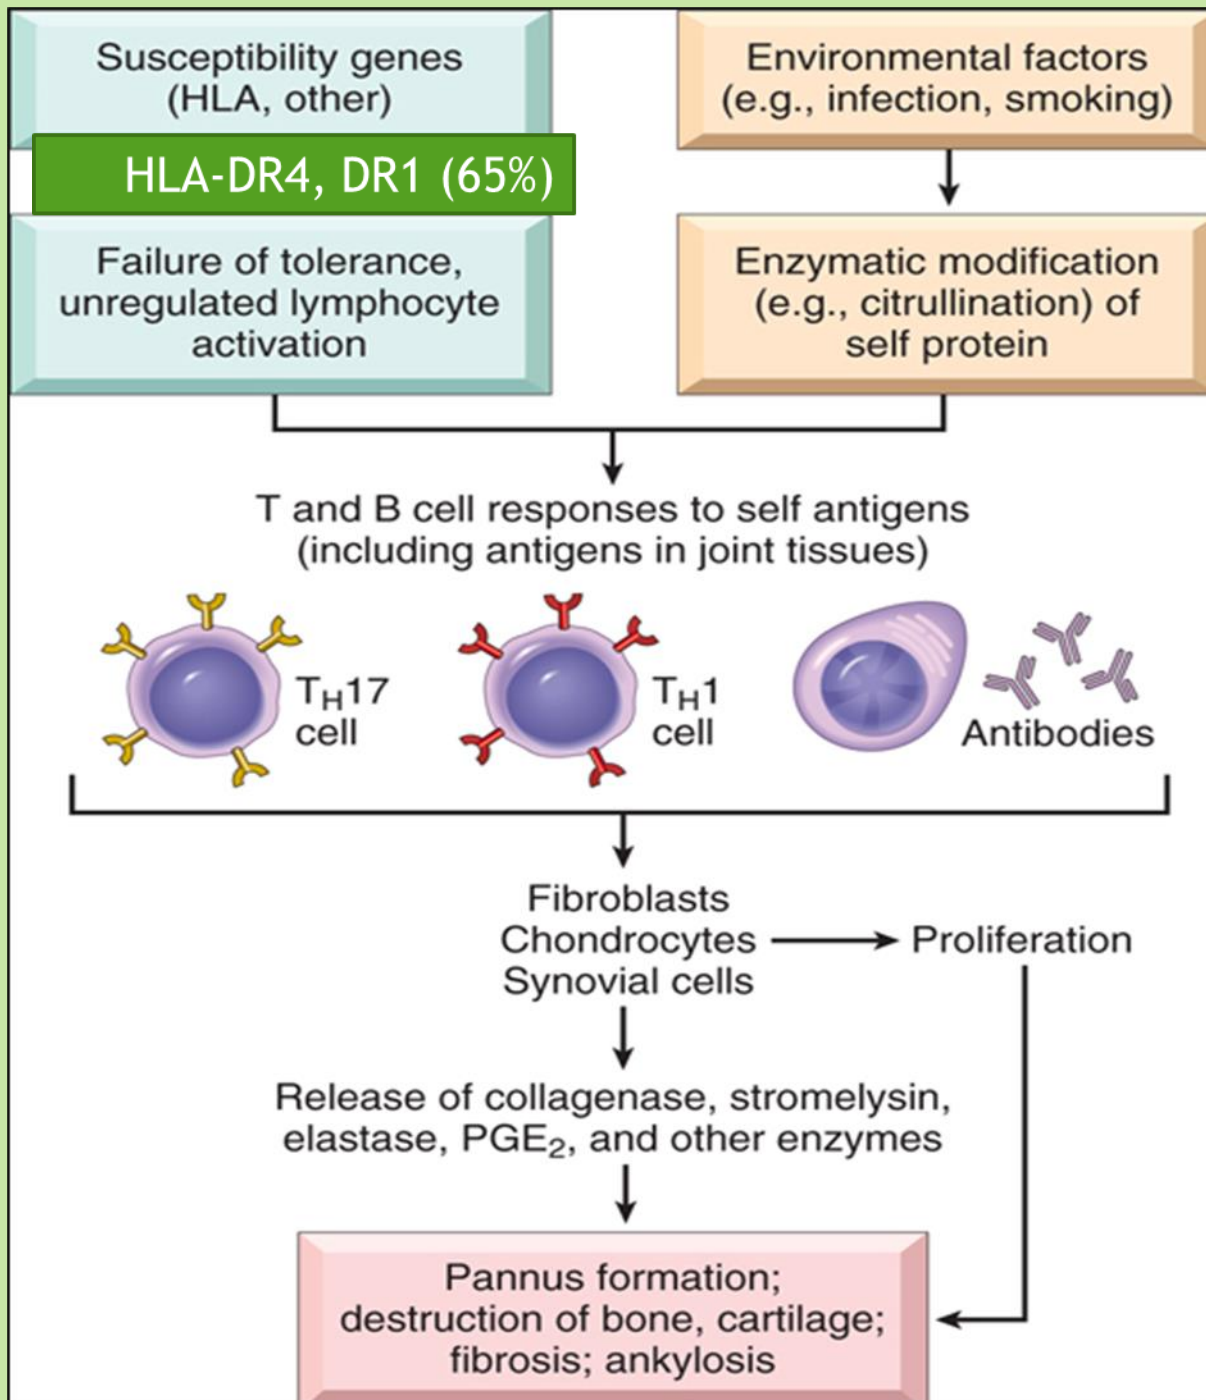 Susceptibility genes
(HLA, other)
HLA-DR4, DR1 (65%)
Failure of tolerance,
unregulated lymphocyte
activation
Environmental factors
(e.g., infection, smoking)
Enzymatic modification
(e.g., citrullination) of
self protein
T and B cell responses to self antigens
(including antigens in joint tissues)
T_H17
cell
T_H1
cell
Antibodies
Fibroblasts
Chondrocytes
Synovial cells
Proliferation
Release of collagenase, stromelysin,
elastase, PGE₂, and other enzymes
Pannus formation;
destruction of bone, cartilage;
fibrosis; ankylosis